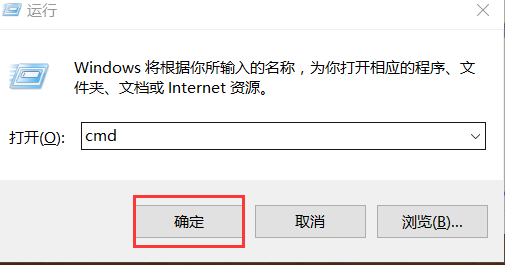 运行
Windows 将根据你所输入的名称，为你打开相应的程序、文
件夹、文档或 Internet 资源。
打开(O): cmd
确定 取消 浏览(B)...